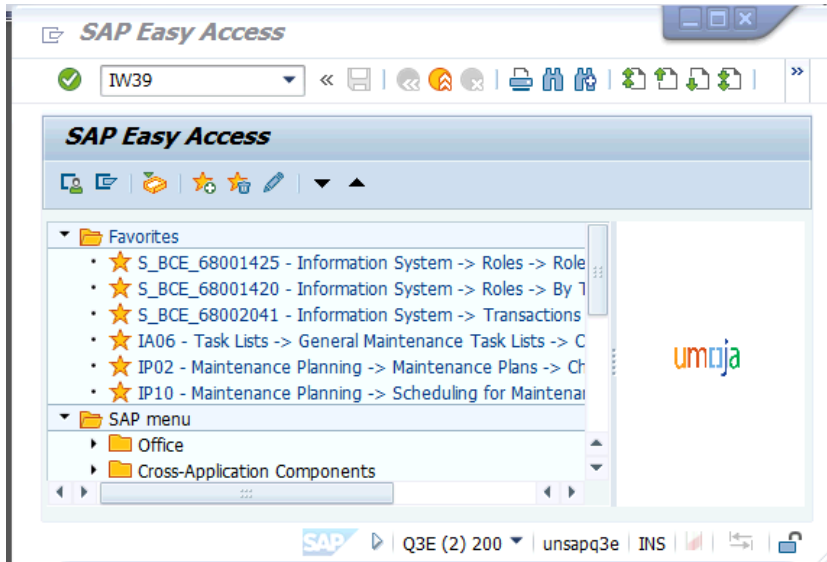 SAP Easy Access
IW39
SAP Easy Access
Favorites
S_BCE_68001425 - Information System -> Roles -> Role
S_BCE_68001420 - Information System -> Roles -> By T
S_BCE_68002041 - Information System -> Transactions
IA06 - Task Lists -> General Maintenance Task Lists -> C
IP02 - Maintenance Planning -> Maintenance Plans -> Ch
IP10 - Maintenance Planning -> Scheduling for Maintenan
SAP menu
Office
Cross-Application Components
umoja
SAP Q3E (2) 200 unsapq3e INS